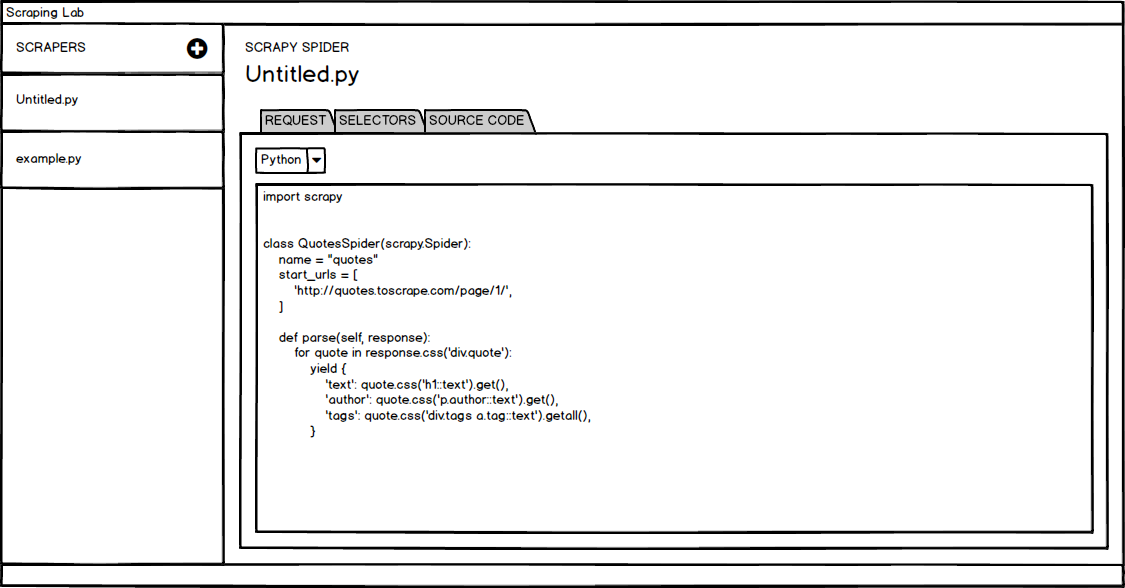 Scraping Lab
SCRAPERS
Untitled.py
example.py
SCRAPY SPIDER
Untitled.py
REQUEST
SELECTORS
SOURCE CODE
Python
import scrapy
class QuotesSpider(scrapy.Spider):
name = "quotes"
start_urls = [
'http://quotes.toscrape.com/page/1/',
]
def parse(self, response):
for quote in response.css('div.quote'):
yield {
'text': quote.css('h1::text').get(),
'author': quote.css('p.author::text').get(),
'tags': quote.css('div.tags a.tag::text').getall(),
}